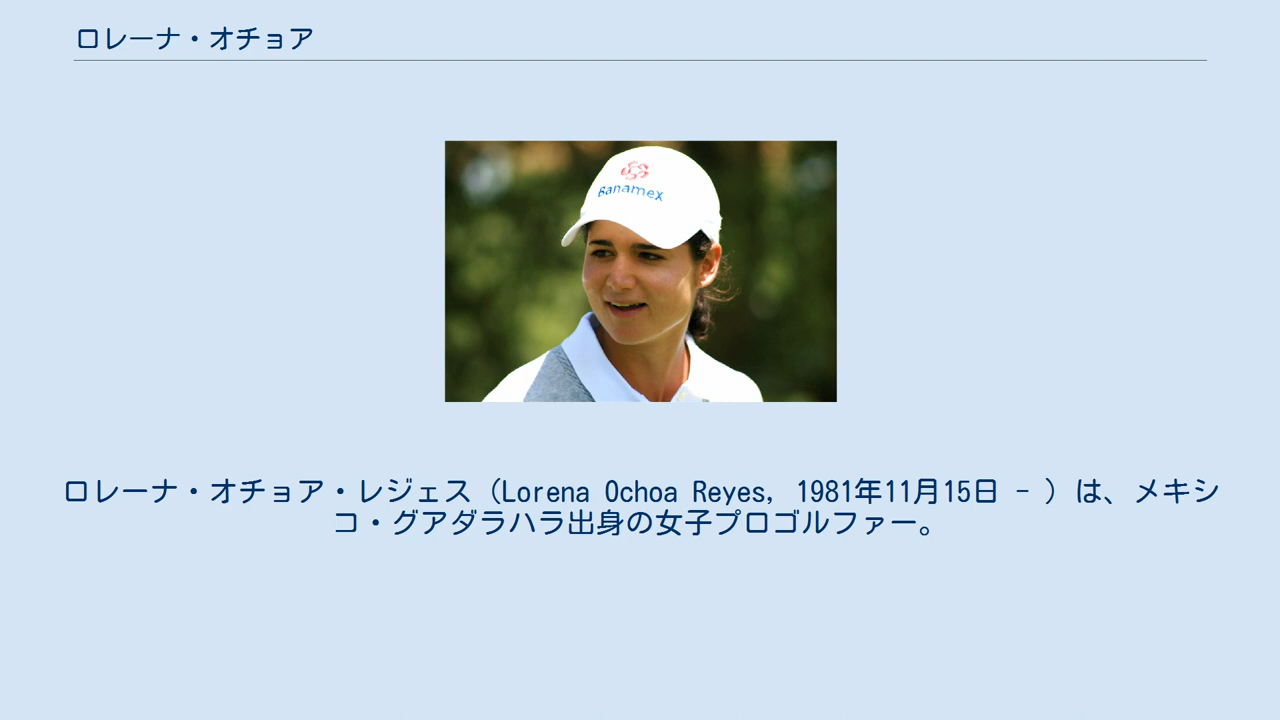 ロレーナ・オチョア
Banamex
ロレーナ・オチョア・レジェス（Lorena Ochoa Reyes, 1981年11月15日 - ）は、メキシ
コ・グアダラハラ出身の女子プロゴルファー。